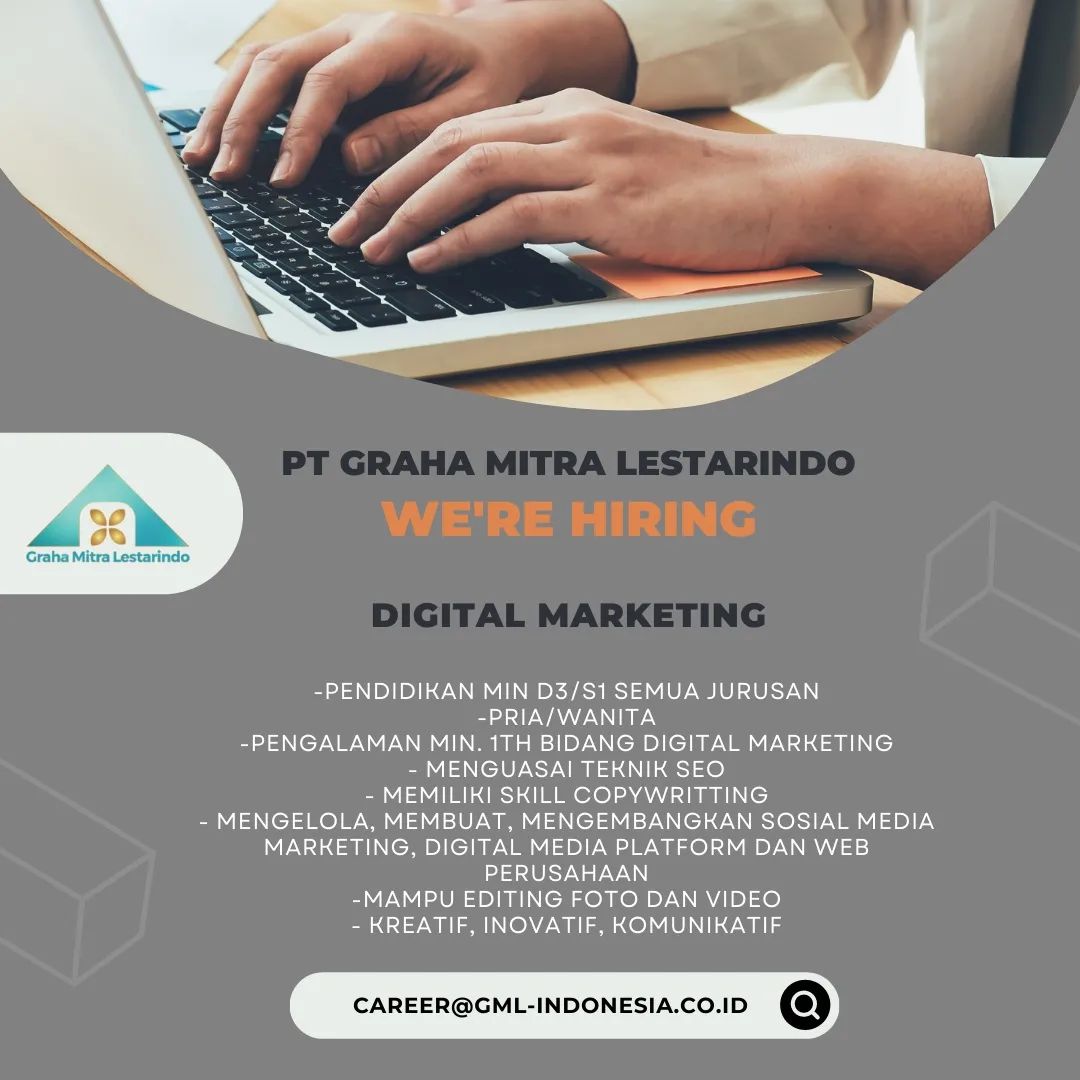 PT GRAHA MITRA LESTARINDO
WE'RE HIRING
Graha Mitra Lestarindo
DIGITAL MARKETING
-PENDIDIKAN MIN D3/S1 SEMUA JURUSAN
-PRIA/WANITA
-PENGALAMAN MIN. 1TH BIDANG DIGITAL MARKETING
- MENGUASAI TEKNIK SEO
- MEMILIKI SKILL COPYWRITTING
- MENGELOLA, MEMBUAT, MENGEMBANGKAN SOSIAL MEDIA
MARKETING, DIGITAL MEDIA PLATFORM DAN WEB
PERUSAHAAN
-MAMPU EDITING FOTO DAN VIDEO
- KREATIF, INOVATIF, KOMUNIKATIF
CAREER@GML-INDONESIA.CO.ID